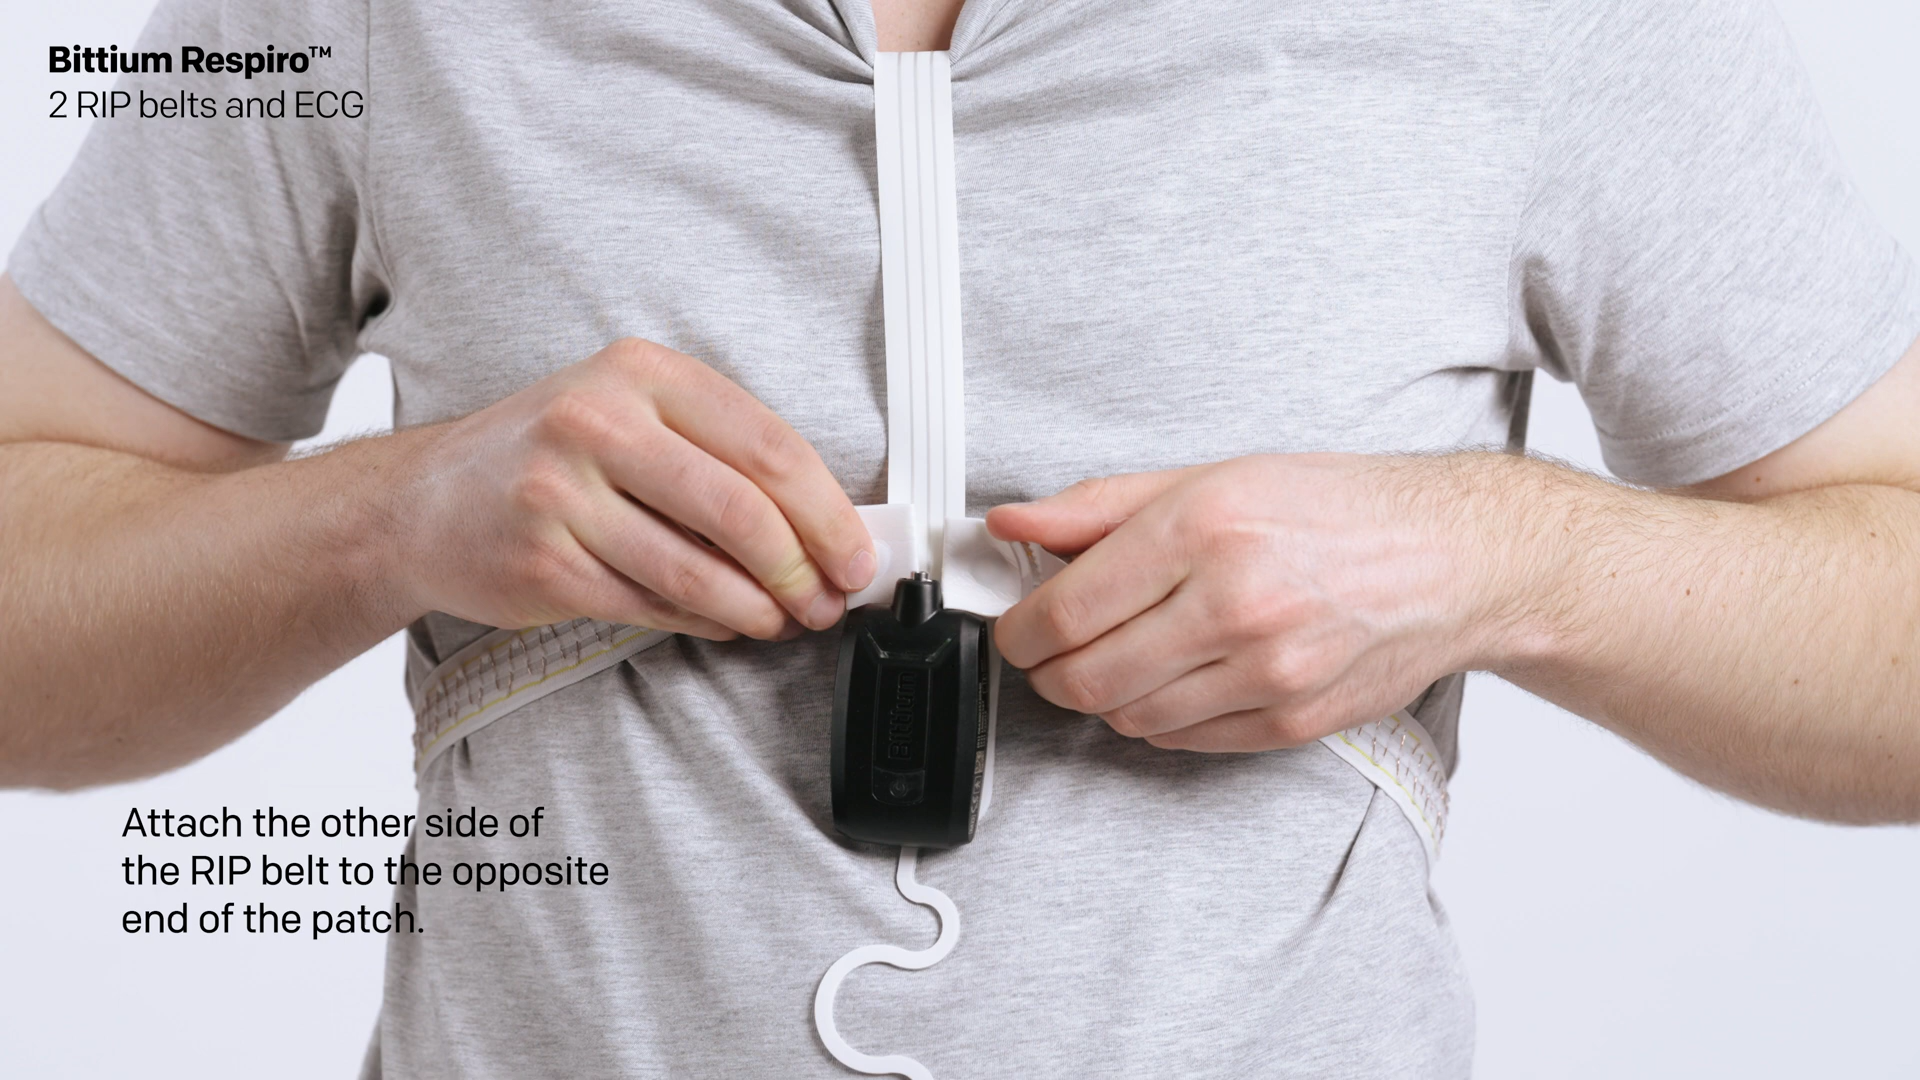 Bittium Respiro™
2 RIP belts and ECG
Bittium
Attach the other side of
the RIP belt to the opposite
end of the patch.